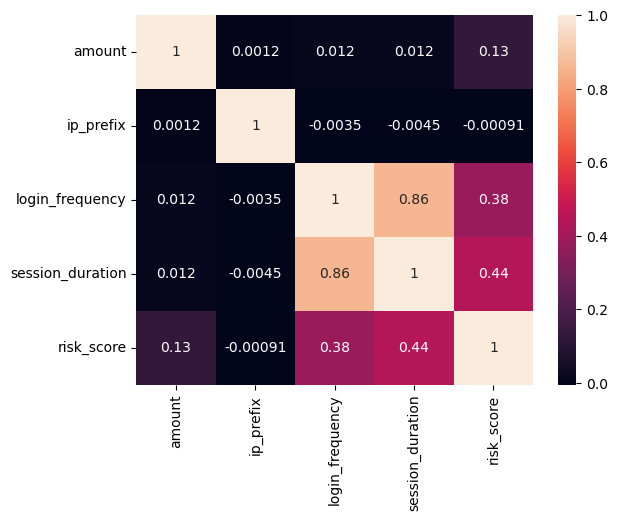 amount 1 0.0012 0.012 0.012 0.13
ip_prefix 0.0012 1 -0.0035 -0.0045 -0.00091
login_frequency 0.012 -0.0035 1 0.86 0.38
session_duration 0.012 -0.0045 0.86 1 0.44
risk_score 0.13 -0.00091 0.38 0.44 1
amount
ip_prefix
login_frequency
session_duration
risk_score
1.0
0.8
0.6
0.4
0.2
0.0